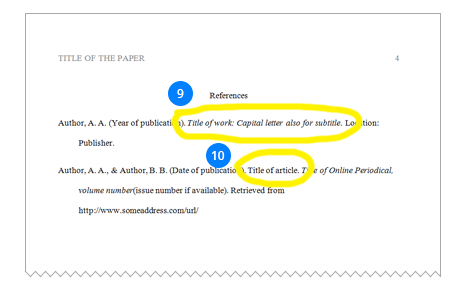 TITLE OF THE PAPER 4
9 References
Author, A. A. (Year of publication). Title of work: Capital letter also for subtitle. Location:
Publisher.
10
Author, A. A., & Author, B. B. (Date of publication). Title of article. Title of Online Periodical,
volume number(issue number if available). Retrieved from
http://www.someaddress.com/url/